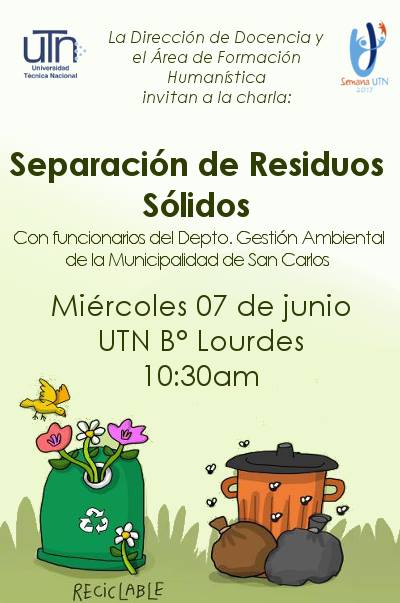 UTN
Universidad
Técnica Nacional
La Dirección de Docencia y
el Área de Formación
Humanística
invitan a la charla:
Semana UTN
2017
Separación de Residuos
Sólidos
Con funcionarios del Depto. Gestión Ambiental
de la Municipalidad de San Carlos
Miércoles 07 de junio
UTN B° Lourdes
10:30am
RECICLABLE